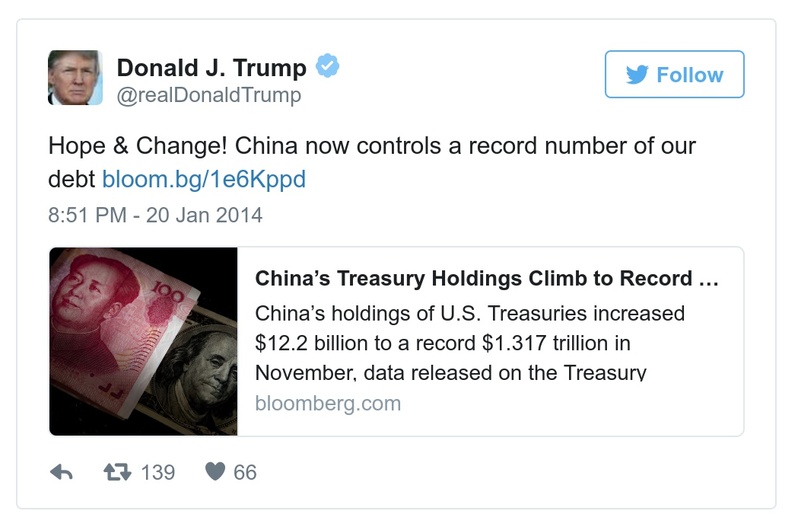 Donald J. Trump
@realDonaldTrump
Follow
Hope & Change! China now controls a record number of our
debt bloom.bg/1e6Kppd
8:51 PM - 20 Jan 2014
100
China’s Treasury Holdings Climb to Record …
China’s holdings of U.S. Treasuries increased
$12.2 billion to a record $1.317 trillion in
November, data released on the Treasury
bloomberg.com
139
66